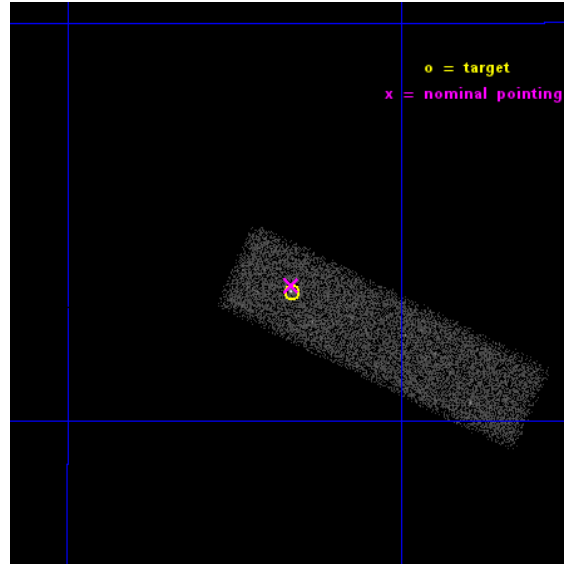 o = target
x = nominal pointing